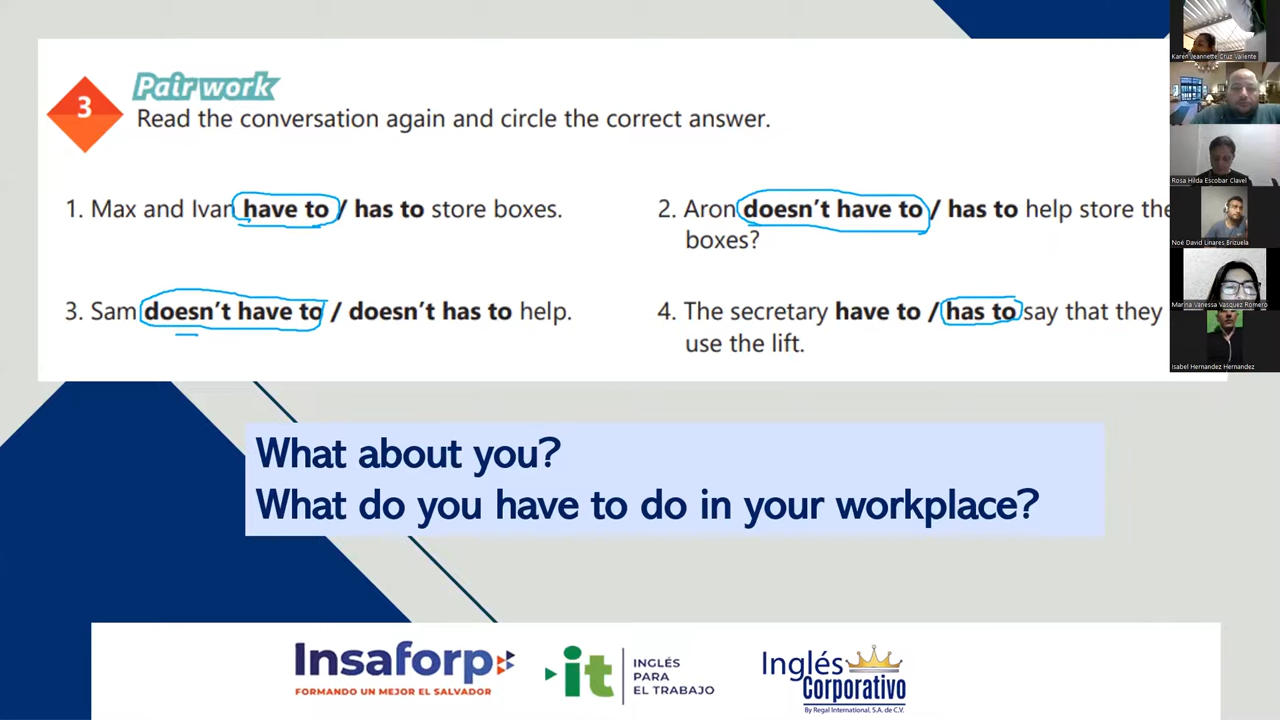 3
Pair work
Read the conversation again and circle the correct answer.
1. Max and Ivan have to / has to store boxes.
2. Aron doesn't have to / has to help store the
boxes?
3. Sam doesn't have to / doesn't has to help.
4. The secretary have to / has to say that they
use the lift.
What about you?
What do you have to do in your workplace?
Insaforp
FORMANDO UN MEJOR EL SALVADOR
it
INGLÉS
PARA
EL TRABAJO
Inglés
Corporativo
By Regal International, S.A. de C.V.
Karen Jeannette Cruz Valiente
Rosa Hilda Escobar Clavel
Noé David Linares Brizuela
Marina Vanessa Vasquez Romero
Isabel Hernandez Hernandez